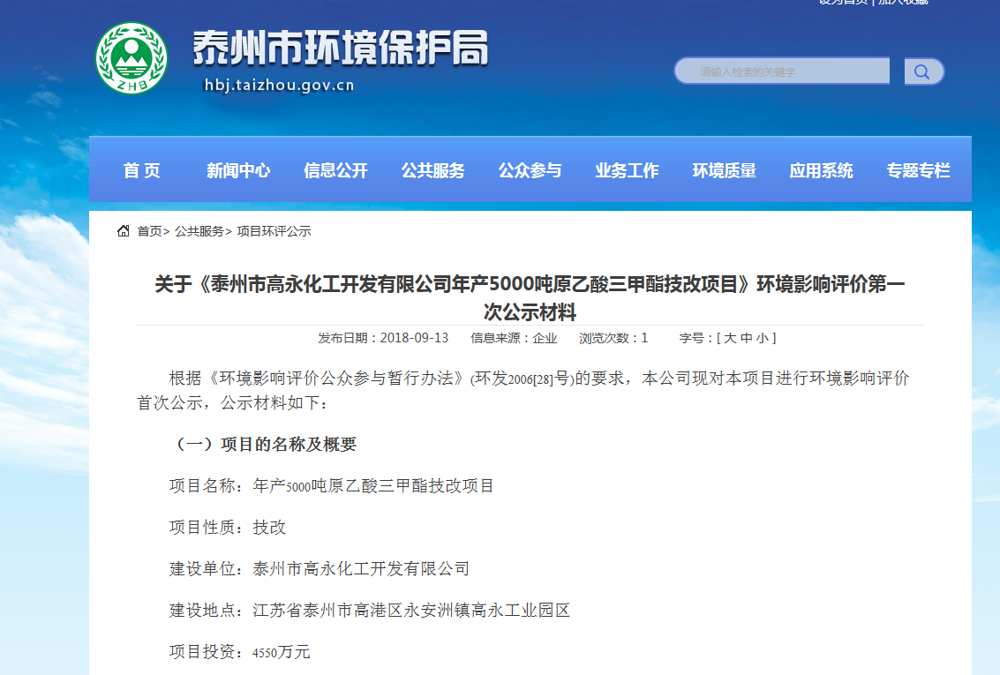 设为首页 | 加入收藏
泰州市环境保护局
hbj.taizhou.gov.cn
ZHB
请输入检索的关键字
首 页 新闻中心 信息公开 公共服务 公众参与 业务工作 环境质量 应用系统 专题专栏
首页> 公共服务> 项目环评公示
关于《泰州市高永化工开发有限公司年产5000吨原乙酸三甲酯技改项目》环境影响评价第一
次公示材料
发布日期：2018-09-13 信息来源：企业 浏览次数：1 字号：[ 大 中 小 ]
根据《环境影响评价公众参与暂行办法》(环发2006[28]号)的要求，本公司现对本项目进行环境影响评价
首次公示，公示材料如下：
（一）项目的名称及概要
项目名称：年产5000吨原乙酸三甲酯技改项目
项目性质：技改
建设单位：泰州市高永化工开发有限公司
建设地点：江苏省泰州市高港区永安洲镇高永工业园区
项目投资：4550万元